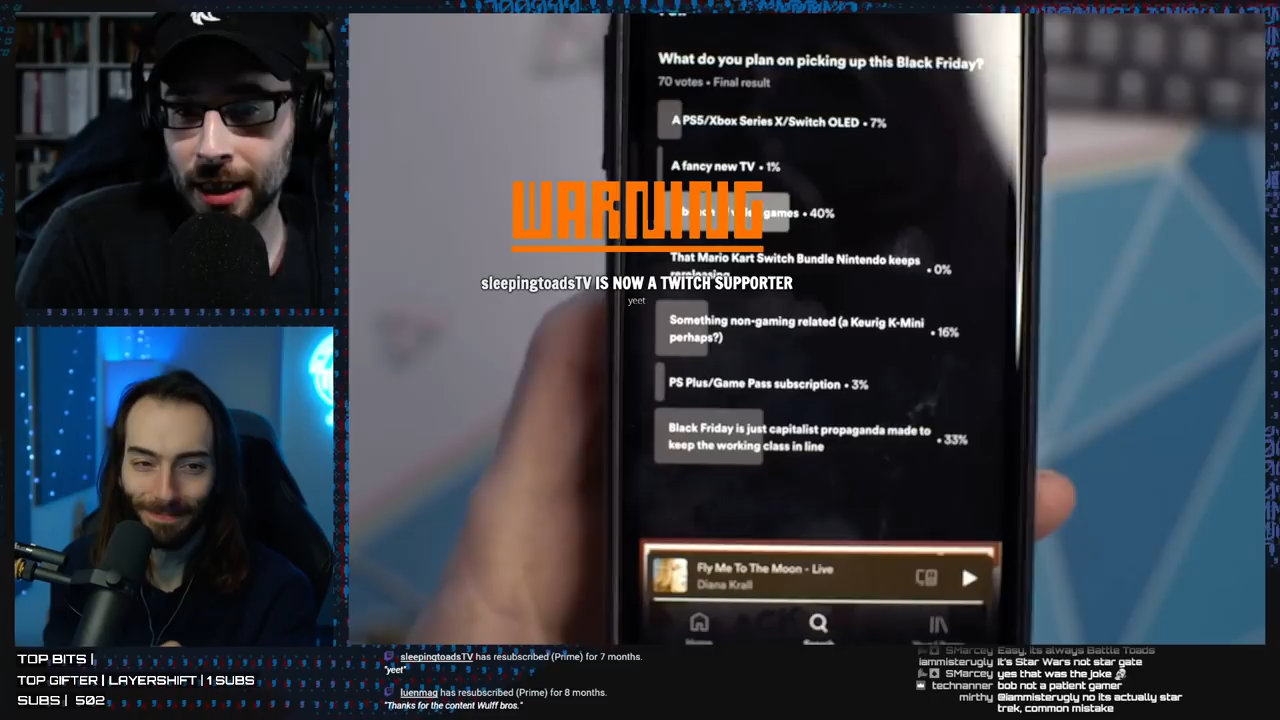 What do you plan on picking up this Black Friday?
70 votes • Final result
A PS5/Xbox Series X/Switch OLED • 7%
A fancy new TV • 1%
WARNING
games • 40%
That Mario Kart Switch Bundle Nintendo keeps
• 0%
sleepingtoadsTV IS NOW A TWITCH SUPPORTER
yeet
Something non-gaming related (a Keurig K-Mini
perhaps?)
• 16%
PS Plus/Game Pass subscription • 3%
Black Friday is just capitalist propaganda made to
keep the working class in line
• 33%
Fly Me To The Moon - Live
Diana Krall
Home
Search
TOP BITS |
TOP GIFTER | LAYERSHIFT | 1 SUBS
SUBS | 502
sleepingtoadsTV has resubscribed (Prime) for 7 months.
"yeet"
luenmag has resubscribed (Prime) for 8 months.
"Thanks for the content Wulff bros."
SMarcey Easy, its always Battle Toads
iammisterugly It's Star Wars not star gate
SMarcey yes that was the joke
technanner bob not a patient gamer
mirthy @iammisterugly no its actually star
trek, common mistake